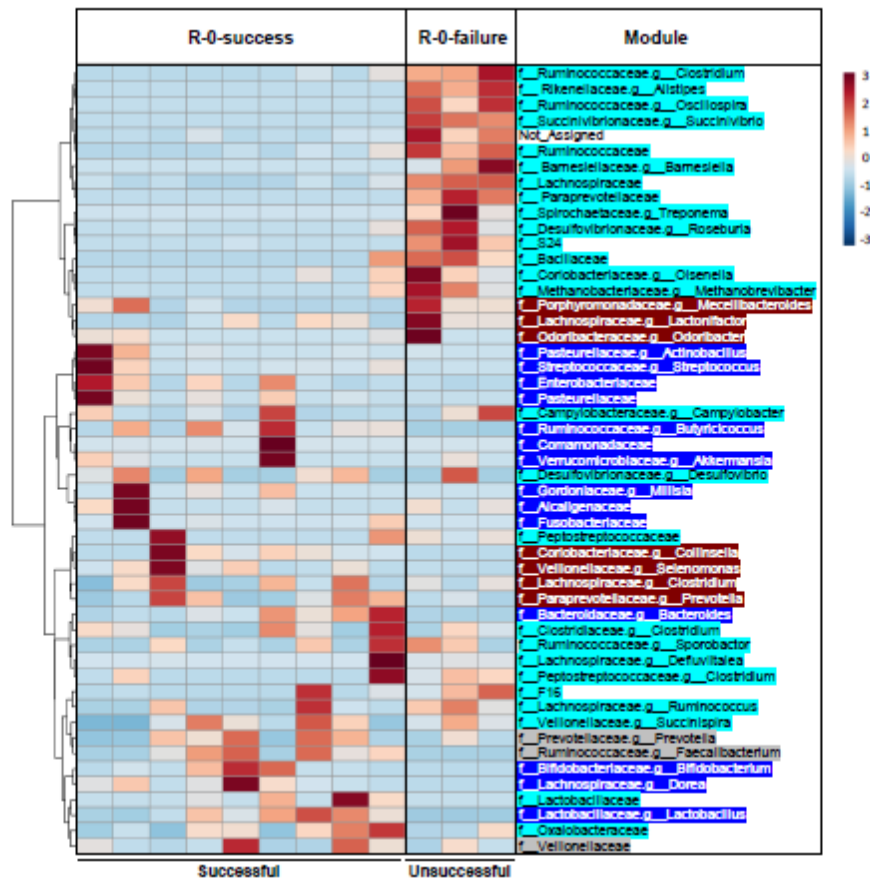 R-0-success R-0-failure Module
f__Ruminococcaceae.g__Clostridium
f__Rikenellaceae.g__Alistipes
f__Ruminococcaceae.g__Oscillospira
f__Succinivibrionaceae.g__Succinivibrio
Not_Assigned
f__Ruminococcaceae
f__Barnesiellaceae.g__Barnesiella
f__Lachnospiraceae
f__Paraprevotellaceae
f__Spirochaetaceae.g_Treponema
f__Desulfovibrionaceae.g__Roseburia
f__S24
f__Bacillaceae
f__Coriobacteriaceae.g__Olsenella
f__Methanobacteriaceae.g__Methanobrevibacter
f__Porphyromonadaceae.g__Mecellibacteroides
f__Lachnospiraceae.g__Lactonifactor
f__Odoribacteraceae.g__Odoribacter
f__Pasteurellaceae.g__Actinobacillus
f__Streptococcaceae.g__Streptococcus
f__Enterobacteriaceae
f__Pasteurellaceae
f__Campylobacteraceae.g__Campylobacter
f__Ruminococcaceae.g__Butyricicoccus
f__Comamonadaceae
f__Verrucomicrobiaceae.g__Akkermansia
f__Desulfovibrionaceae.g__Desulfovibrio
f__Gordoniaceae.g__Millisia
f__Alcaligenaceae
f__Fusobacteriaceae
f__Peptostreptococcaceae
f__Coriobacteriaceae.g__Collinsella
f__Veillonellaceae.g__Selenomonas
f__Lachnospiraceae.g__Clostridium
f__Paraprevotellaceae.g__Prevotella
f__Bacteroidaceae.g__Bacteroides
f__Clostridiaceae.g__Clostridium
f__Ruminococcaceae.g__Sporobacter
f__Lachnospiraceae.g__Defluviitalea
f__Peptostreptococcaceae.g__Clostridium
f__F16
f__Lachnospiraceae.g__Ruminococcus
f__Veillonellaceae.g__Succinispira
f__Prevotellaceae.g__Prevotella
f__Ruminococcaceae.g__Faecalibacterium
f__Bifidobacteriaceae.g__Bifidobacterium
f__Lachnospiraceae.g__Dorea
f__Lactobacillaceae
f__Lactobacillaceae.g__Lactobacillus
f__Oxalobacteraceae
f__Veillonellaceae
3
2
1
0
-1
-2
-3
Successful Unsuccessful